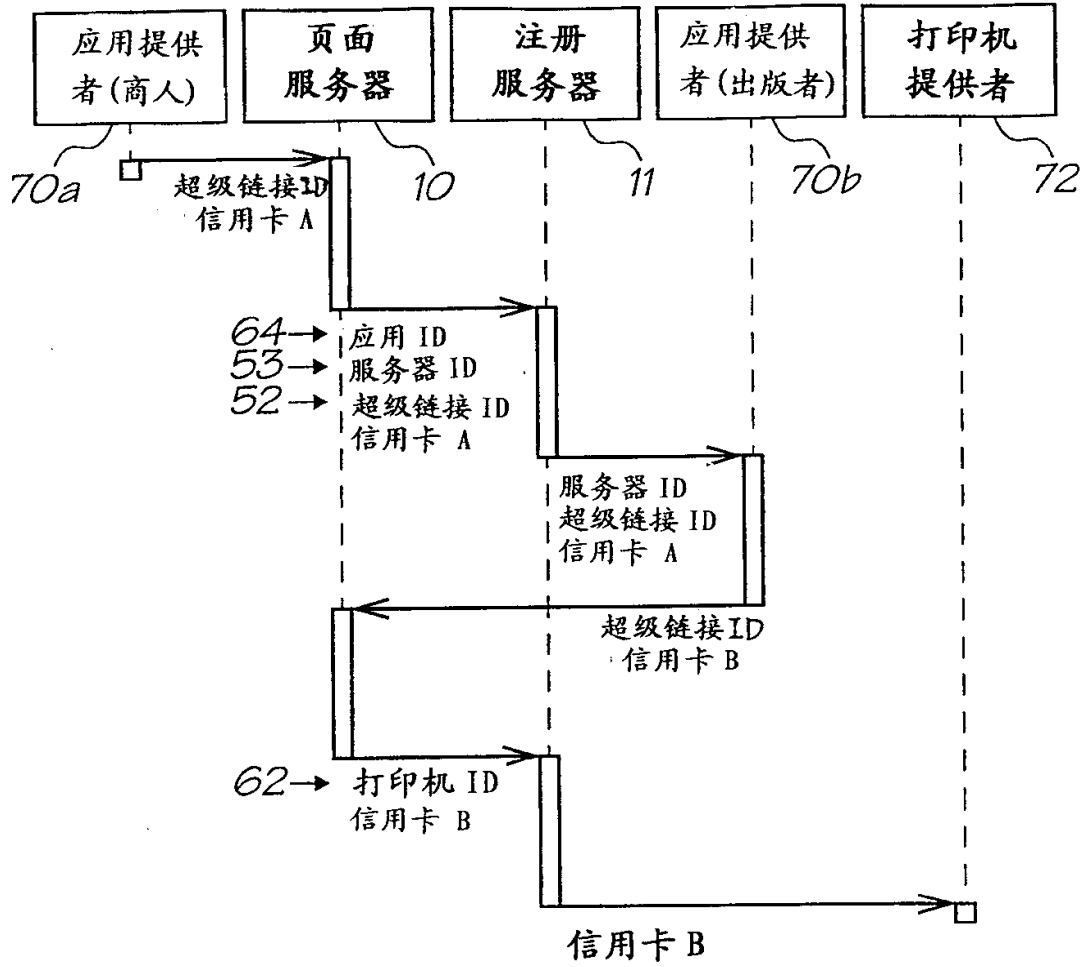 应用提供
者(商人)
页面
服务器
注册
服务器
应用提供
者(出版者)
打印机
提供者
70a
10
11
70b
72
超级链接ID
信用卡 A
64 → 应用 ID
53 → 服务器 ID
52 → 超级链接 ID
信用卡 A
服务器 ID
超级链接 ID
信用卡 A
超级链接ID
信用卡 B
62 → 打印机 ID
信用卡 B
信用卡 B